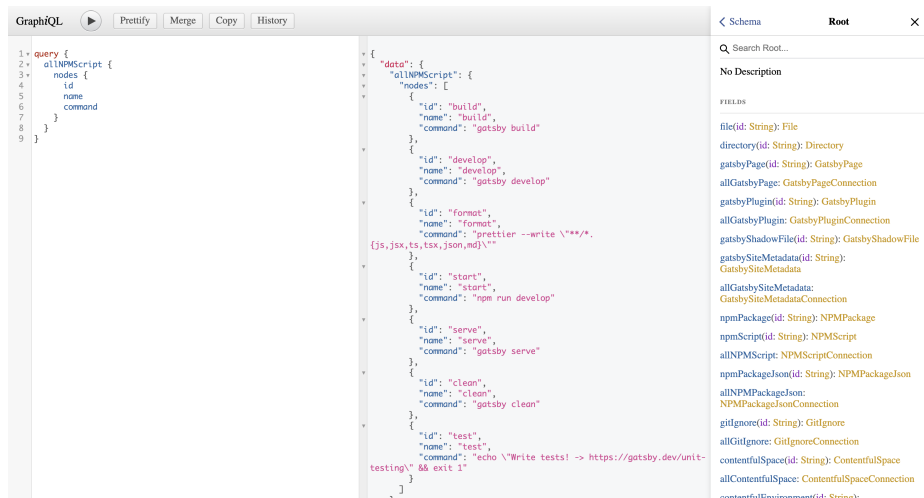 GraphiQL
Prettify
Merge
Copy
History
1 query {
2 allNPMScript {
3 nodes {
4 id
5 name
6 command
7 }
8 }
9 }
{
"data": {
"allNPMScript": {
"nodes": [
{
"id": "build",
"name": "build",
"command": "gatsby build"
},
{
"id": "develop",
"name": "develop",
"command": "gatsby develop"
},
{
"id": "format",
"name": "format",
"command": "prettier --write \"**/*.
{js,jsx,ts,tsx,json,md}\""
},
{
"id": "start",
"name": "start",
"command": "npm run develop"
},
{
"id": "serve",
"name": "serve",
"command": "gatsby serve"
},
{
"id": "clean",
"name": "clean",
"command": "gatsby clean"
},
{
"id": "test",
"name": "test",
"command": "echo \"Write tests! -> https://gatsby.dev/unit-
testing\" && exit 1"
}
]
Schema
Root
Search Root...
No Description
FIELDS
file(id: String): File
directory(id: String): Directory
gatsbyPage(id: String): GatsbyPage
allGatsbyPage: GatsbyPageConnection
gatsbyPlugin(id: String): GatsbyPlugin
allGatsbyPlugin: GatsbyPluginConnection
gatsbyShadowFile(id: String): GatsbyShadowFile
gatsbySiteMetadata(id: String):
GatsbySiteMetadata
allGatsbySiteMetadata:
GatsbySiteMetadataConnection
npmPackage(id: String): NPMPackage
npmScript(id: String): NPMScript
allNPMScript: NPMScriptConnection
npmPackageJson(id: String): NPMPackageJson
allNPMPackageJson:
NPMPackageJsonConnection
gitIgnore(id: String): GitIgnore
allGitIgnore: GitIgnoreConnection
contentfulSpace(id: String): ContentfulSpace
allContentfulSpace: ContentfulSpaceConnection
contentfulEnvironment(id: String):